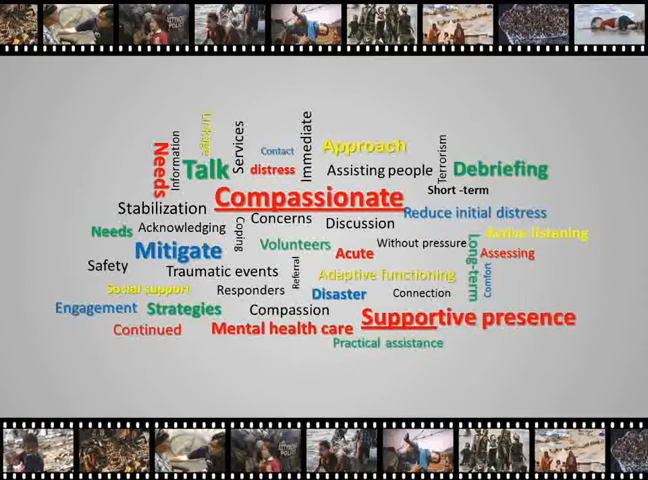 Linkage
Services
Immediate
Approach
Terrorism
Needs
Information
Contact
Talk
distress
Assisting people
Debriefing
Compassionate
Short -term
Stabilization
Concerns
Discussion
Reduce initial distress
Needs
Acknowledging
Coping
Volunteers
Without pressure
Active listening
Mitigate
Acute
Long-term
Assessing
Safety
Traumatic events
Referral
Adaptive functioning
Comfort
Social support
Responders
Disaster
Connection
Engagement
Strategies
Compassion
Supportive presence
Continued
Mental health care
Practical assistance